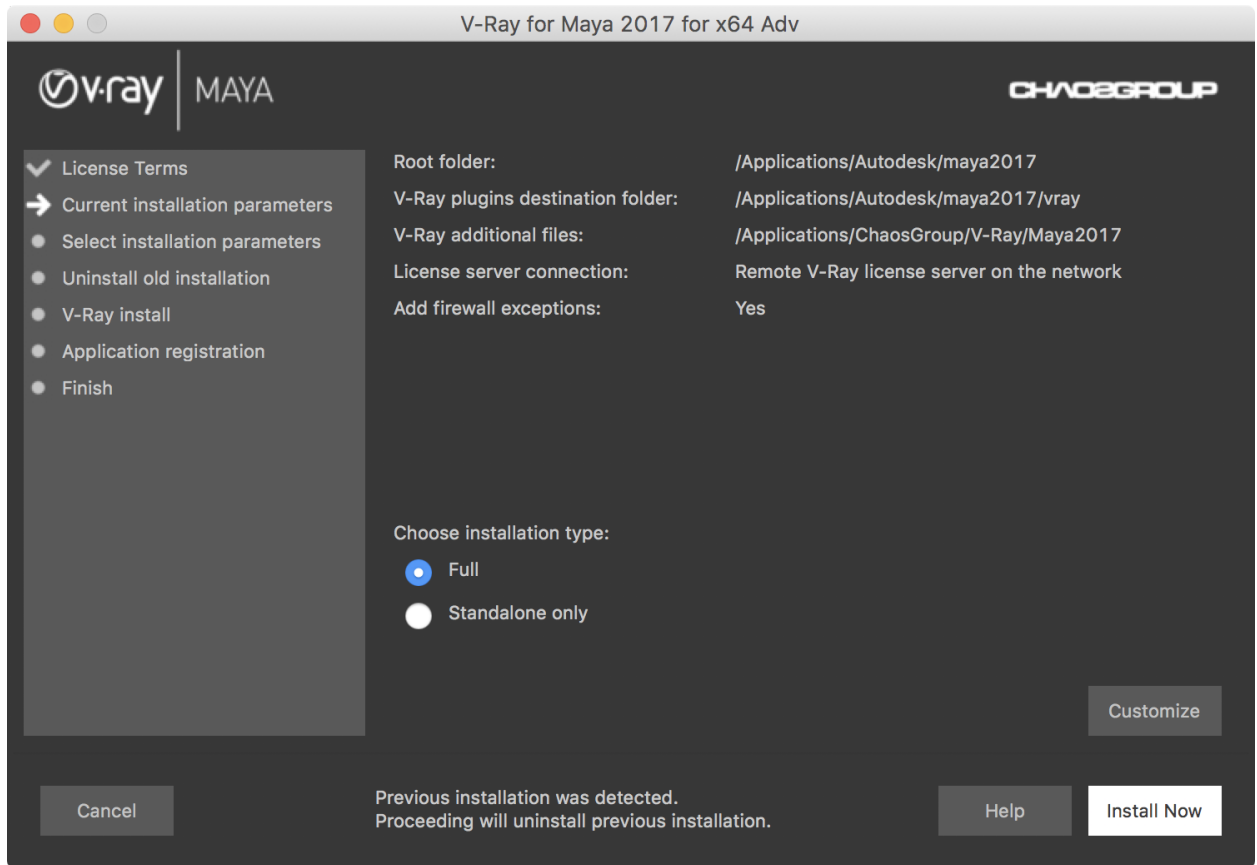 V-Ray for Maya 2017 for x64 Adv
v·ray | MAYA
CHAOSGROUP
License Terms
Current installation parameters
Select installation parameters
Uninstall old installation
V-Ray install
Application registration
Finish
Root folder: /Applications/Autodesk/maya2017
V-Ray plugins destination folder: /Applications/Autodesk/maya2017/vray
V-Ray additional files: /Applications/ChaosGroup/V-Ray/Maya2017
License server connection: Remote V-Ray license server on the network
Add firewall exceptions: Yes
Choose installation type:
Full
Standalone only
Customize
Cancel
Previous installation was detected.
Proceeding will uninstall previous installation.
Help
Install Now